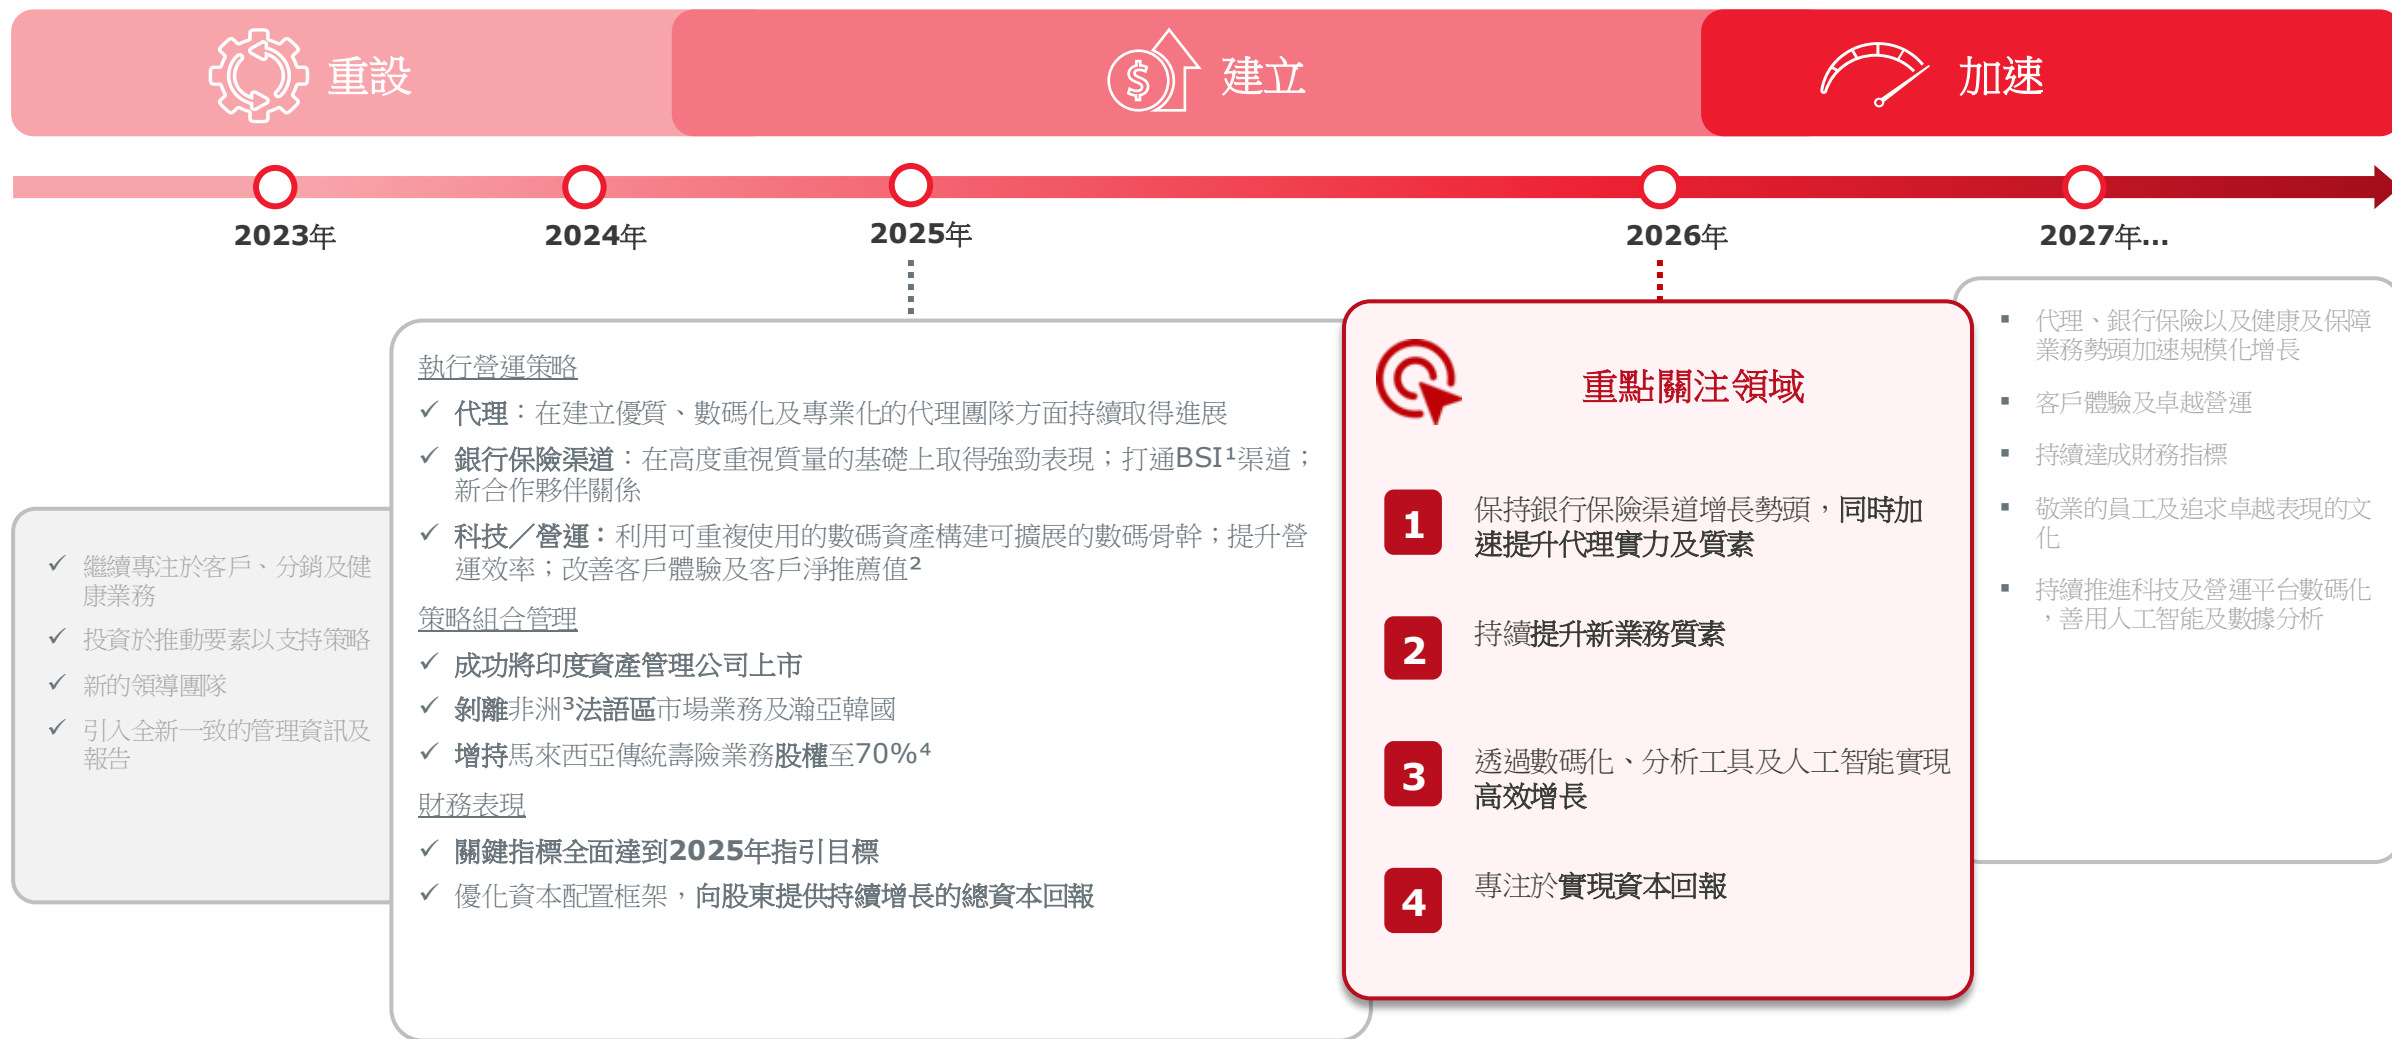 重設
建立
加速
2023年
2024年
2025年
2026年
2027年...
繼續專注於客戶、分銷及健
康業務
投資於推動要素以支持策略
新的領導團隊
引入全新一致的管理資訊及
報告
執行營運策略
代理：在建立優質、數碼化及專業化的代理團隊方面持續取得進展
銀行保險渠道：在高度重視質量的基礎上取得強勁表現；打通BSI¹渠道；
新合作夥伴關係
科技／營運：利用可重複使用的數碼資產構建可擴展的數碼骨幹；提升營
運效率；改善客戶體驗及客戶淨推薦值²
策略組合管理
成功將印度資產管理公司上市
剝離非洲³法語區市場業務及瀚亞韓國
增持馬來西亞傳統壽險業務股權至70%⁴
財務表現
關鍵指標全面達到2025年指引目標
優化資本配置框架，向股東提供持續增長的總資本回報
重點關注領域
1
保持銀行保險渠道增長勢頭，同時加
速提升代理實力及質素
2
持續提升新業務質素
3
透過數碼化、分析工具及人工智能實現
高效增長
4
專注於實現資本回報
代理、銀行保險以及健康及保障
業務勢頭加速規模化增長
客戶體驗及卓越營運
持續達成財務指標
敬業的員工及追求卓越表現的文
化
持續推進科技及營運平台數碼化
，善用人工智能及數據分析